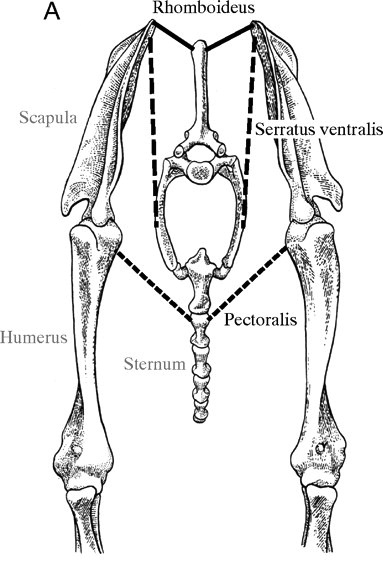 A
Rhomboideus
Scapula
Serratus ventralis
Humerus
Pectoralis
Sternum